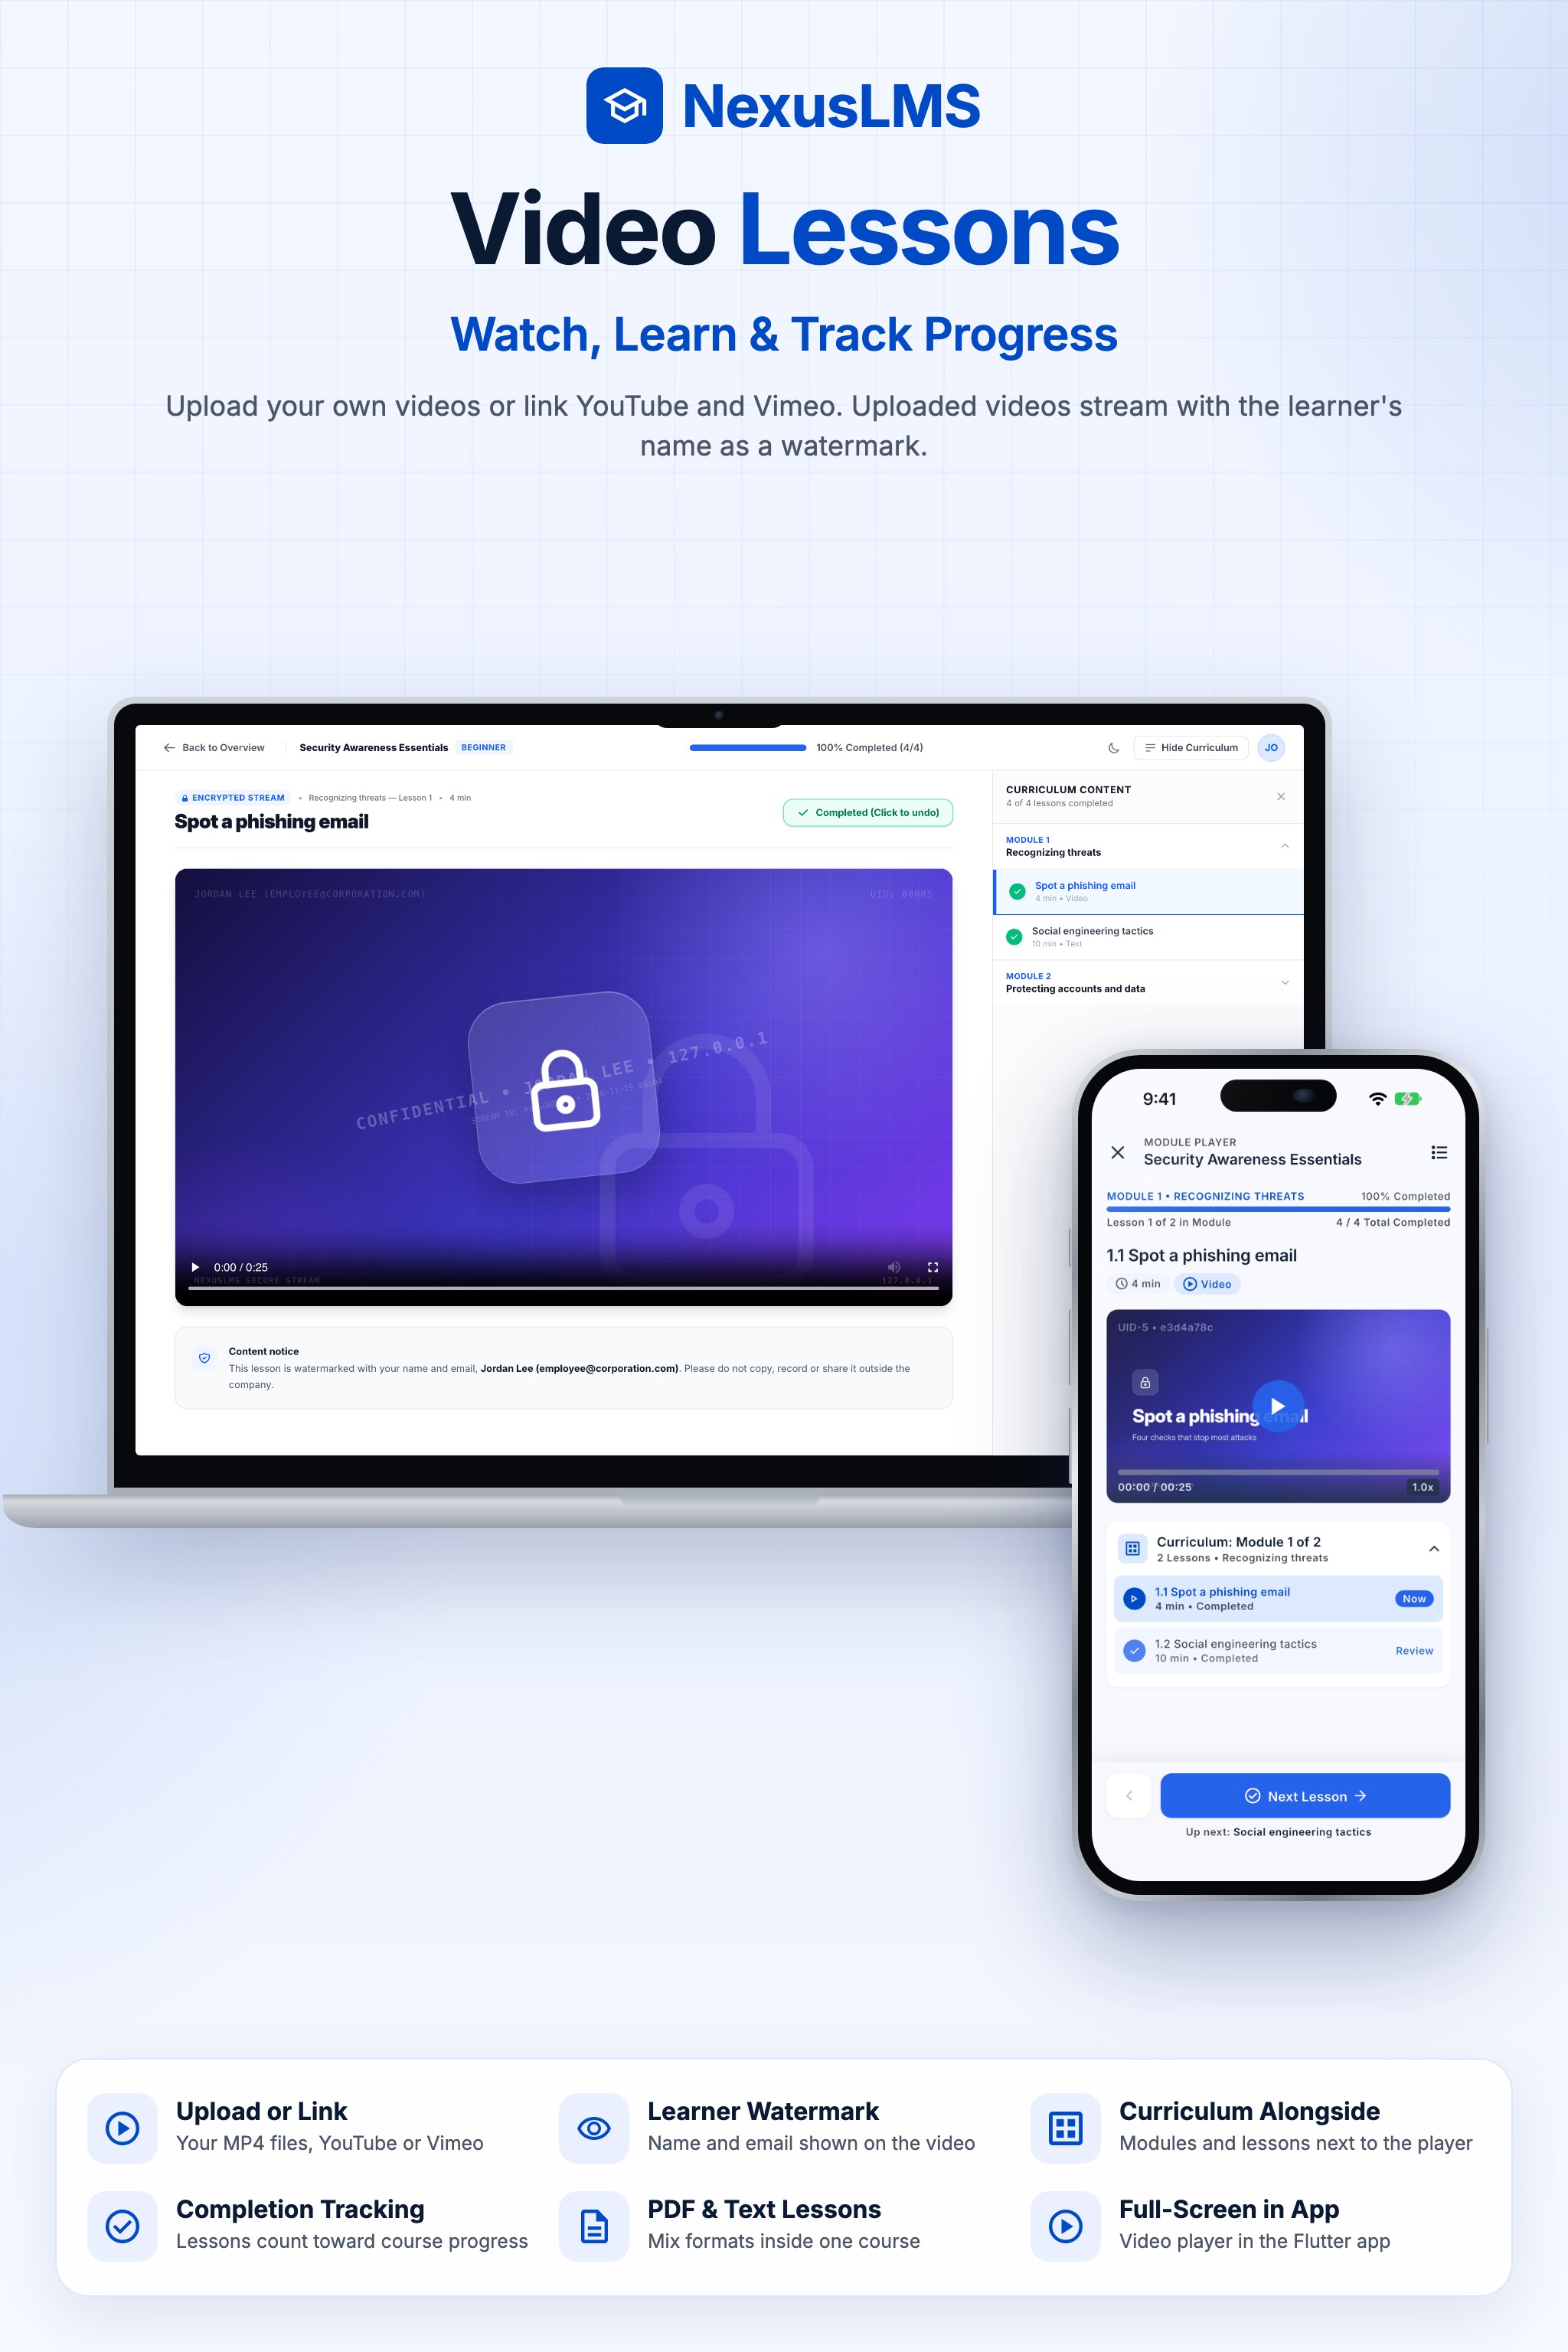 NexusLMS
Video Lessons
Watch, Learn & Track Progress
Upload your own videos or link YouTube and Vimeo. Uploaded videos stream with the learner's
name as a watermark.
Back to Overview
Security Awareness Essentials BEGINNER
100% Completed (4/4)
Hide Curriculum
JO
ENCRYPTED STREAM • Recognizing threats — Lesson 1 • 4 min
Spot a phishing email
Completed (Click to undo)
JORDAN LEE (EMPLOYEE@CORPORATION.COM)
UID: 00005
CONFIDENTIAL • JORDAN LEE • 127.0.0.1
STREAM ID:
0:00 / 0:25
NEXUSLMS SECURE STREAM
127.0.0.1
Content notice
This lesson is watermarked with your name and email, Jordan Lee (employee@corporation.com). Please do not copy, record or share it outside the
company.
CURRICULUM CONTENT
4 of 4 lessons completed
MODULE 1
Recognizing threats
Spot a phishing email
4 min • Video
Social engineering tactics
10 min • Text
MODULE 2
Protecting accounts and data
9:41
MODULE PLAYER
Security Awareness Essentials
MODULE 1 • RECOGNIZING THREATS 100% Completed
Lesson 1 of 2 in Module 4 / 4 Total Completed
1.1 Spot a phishing email
4 min Video
UID-5 • e3d4a78c
Spot a phishing email
Four checks that stop most attacks
00:00 / 00:25 1.0x
Curriculum: Module 1 of 2
2 Lessons • Recognizing threats
1.1 Spot a phishing email
4 min • Completed
Now
1.2 Social engineering tactics
10 min • Completed
Review
Next Lesson
Up next: Social engineering tactics
Upload or Link
Your MP4 files, YouTube or Vimeo
Learner Watermark
Name and email shown on the video
Curriculum Alongside
Modules and lessons next to the player
Completion Tracking
Lessons count toward course progress
PDF & Text Lessons
Mix formats inside one course
Full-Screen in App
Video player in the Flutter app